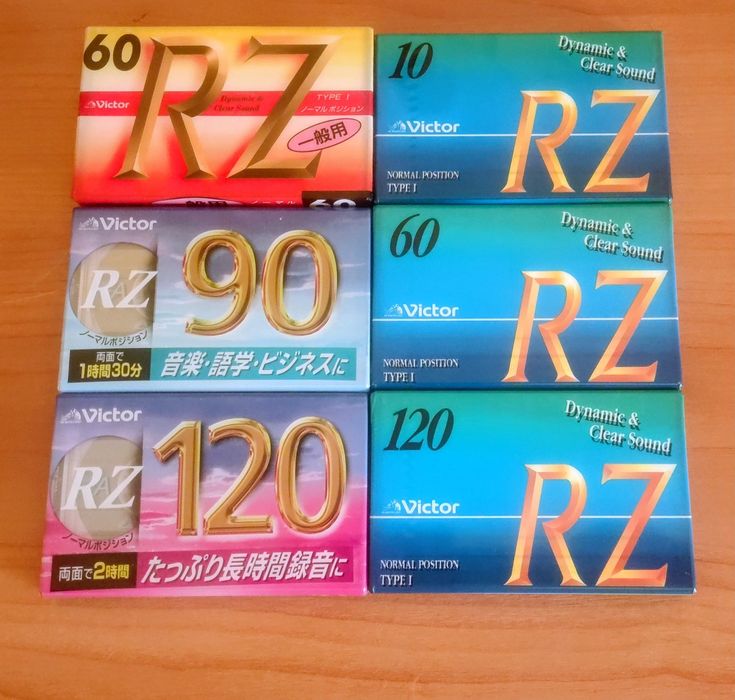 60
RZ
Victor
Dynamic &
Clear Sound
TYPE I
ノーマルポジション
一般用
60
10
Dynamic &
Clear Sound
Victor
RZ
NORMAL POSITION
TYPE I
Victor
RZ
90
ノーマルポジション
両面で
1時間30分
音楽・語学・ビジネスに
60
Dynamic &
Clear Sound
Victor
RZ
NORMAL POSITION
TYPE I
Victor
RZ
120
ノーマルポジション
両面で2時間
たっぷり長時間録音に
120
Dynamic &
Clear Sound
Victor
RZ
NORMAL POSITION
TYPE I